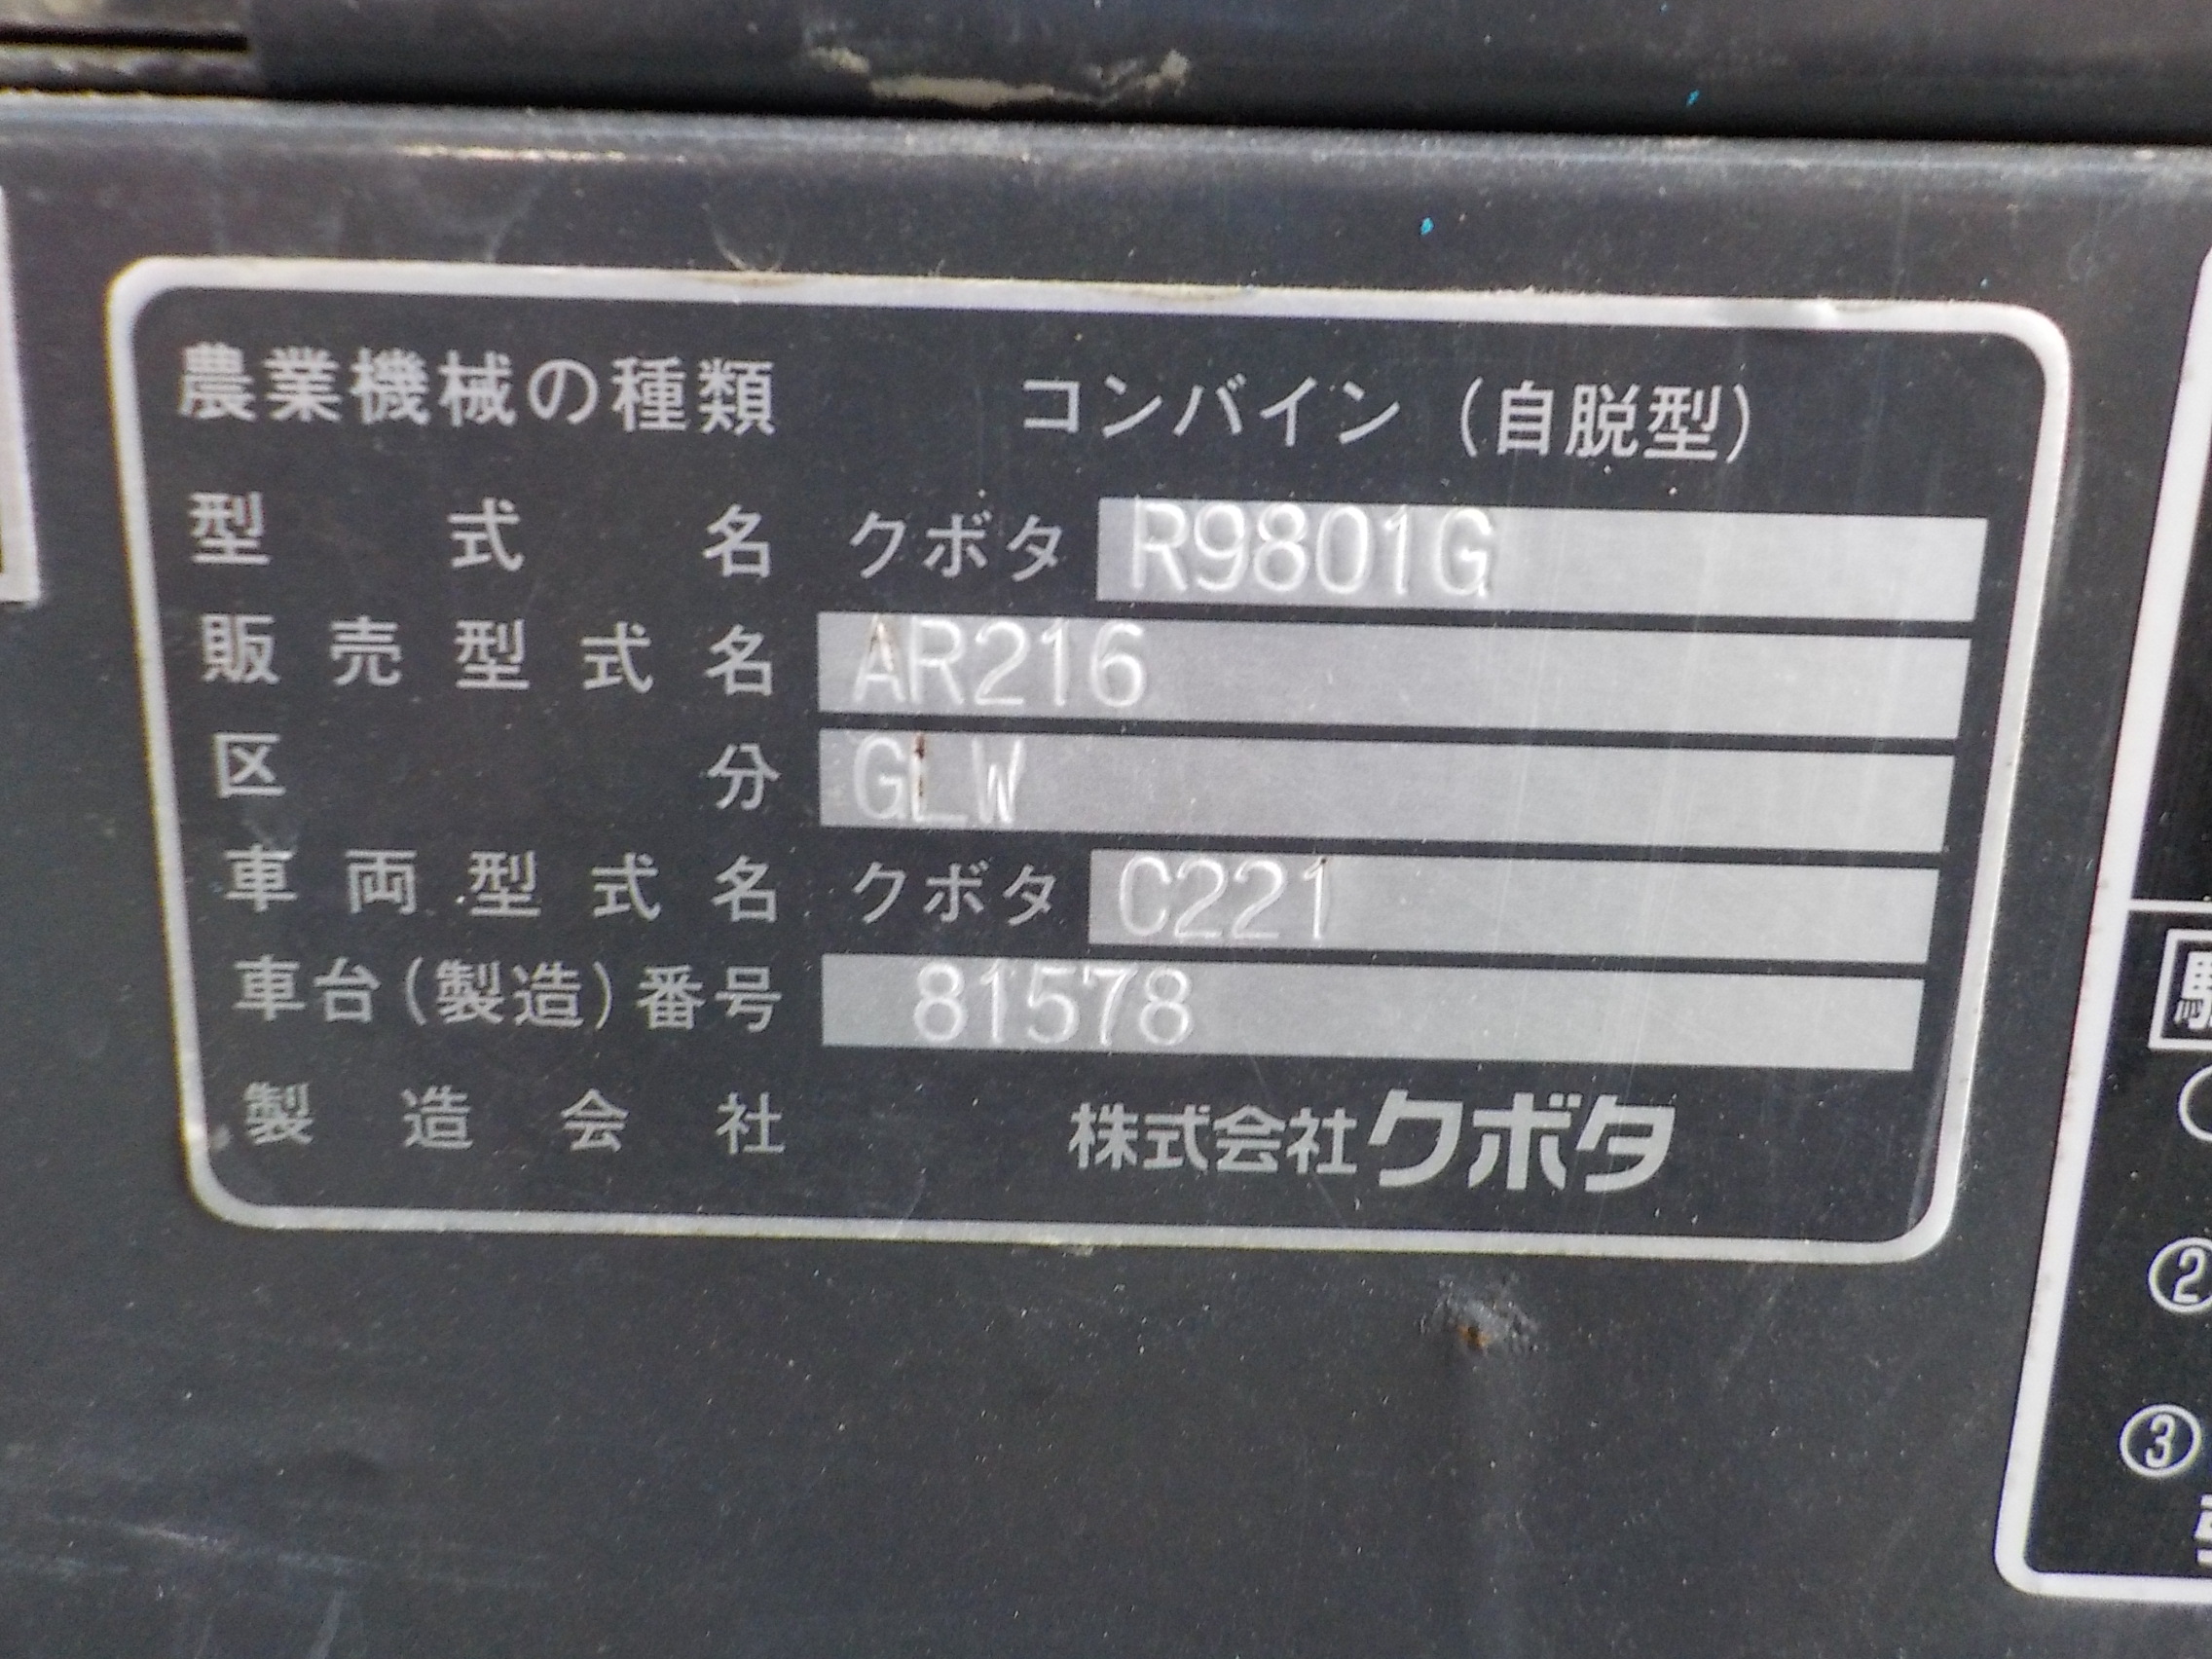 農業機械の種類 コンバイン (自脱型)
型式名 クボタ R9801G
販売型式名 AR216
区分 GLW
車両型式名 クボタ C221
車台(製造)番号 81578
製造会社 株式会社クボタ
②
③